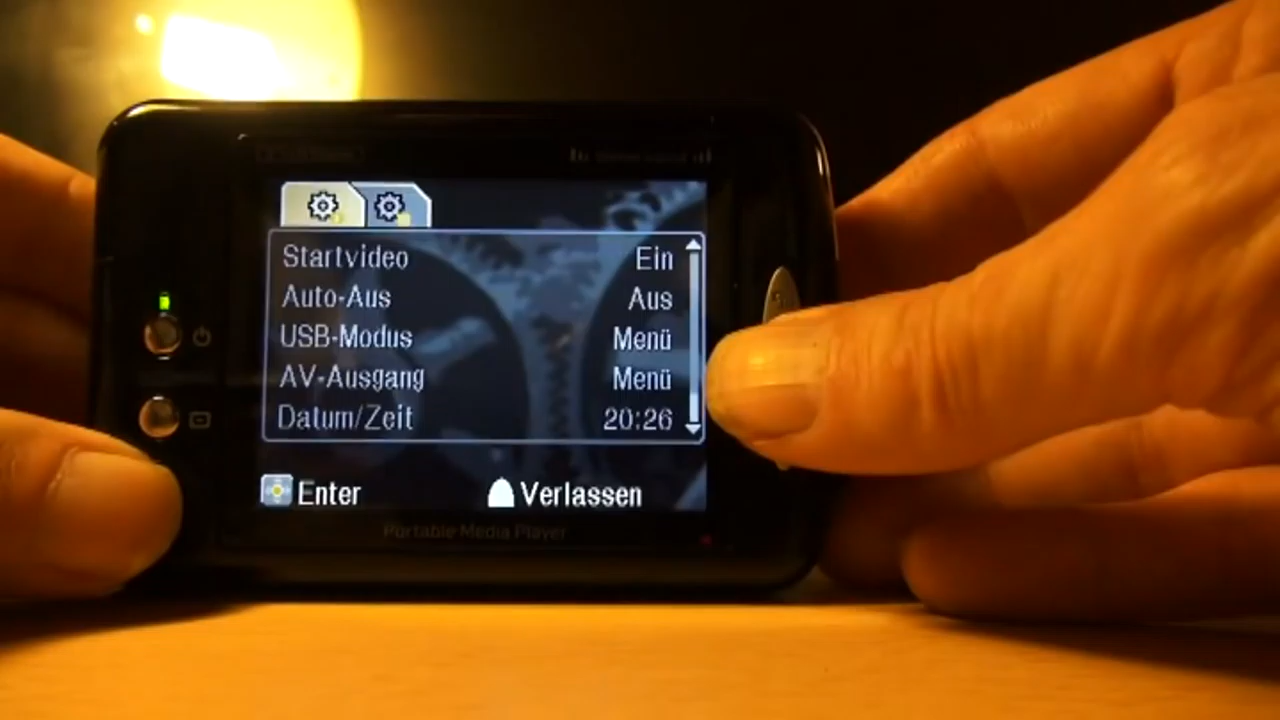 Startvideo Ein
Auto-Aus Aus
USB-Modus Menü
AV-Ausgang Menü
Datum/Zeit 20:26
Enter Verlassen
Portable Media Player